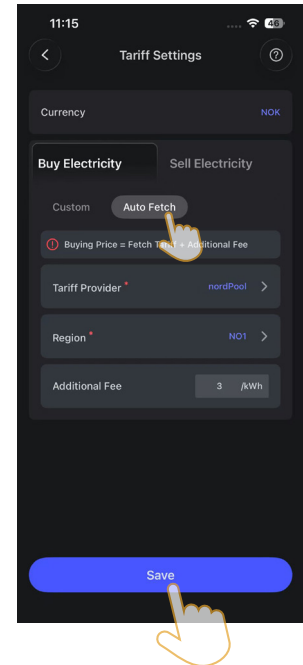 11:15
46
Tariff Settings
Currency NOK
Buy Electricity Sell Electricity
Custom Auto Fetch
Buying Price = Fetch Tariff + Additional Fee
Tariff Provider * nordPool
Region * NO1
Additional Fee 3 /kWh
Save